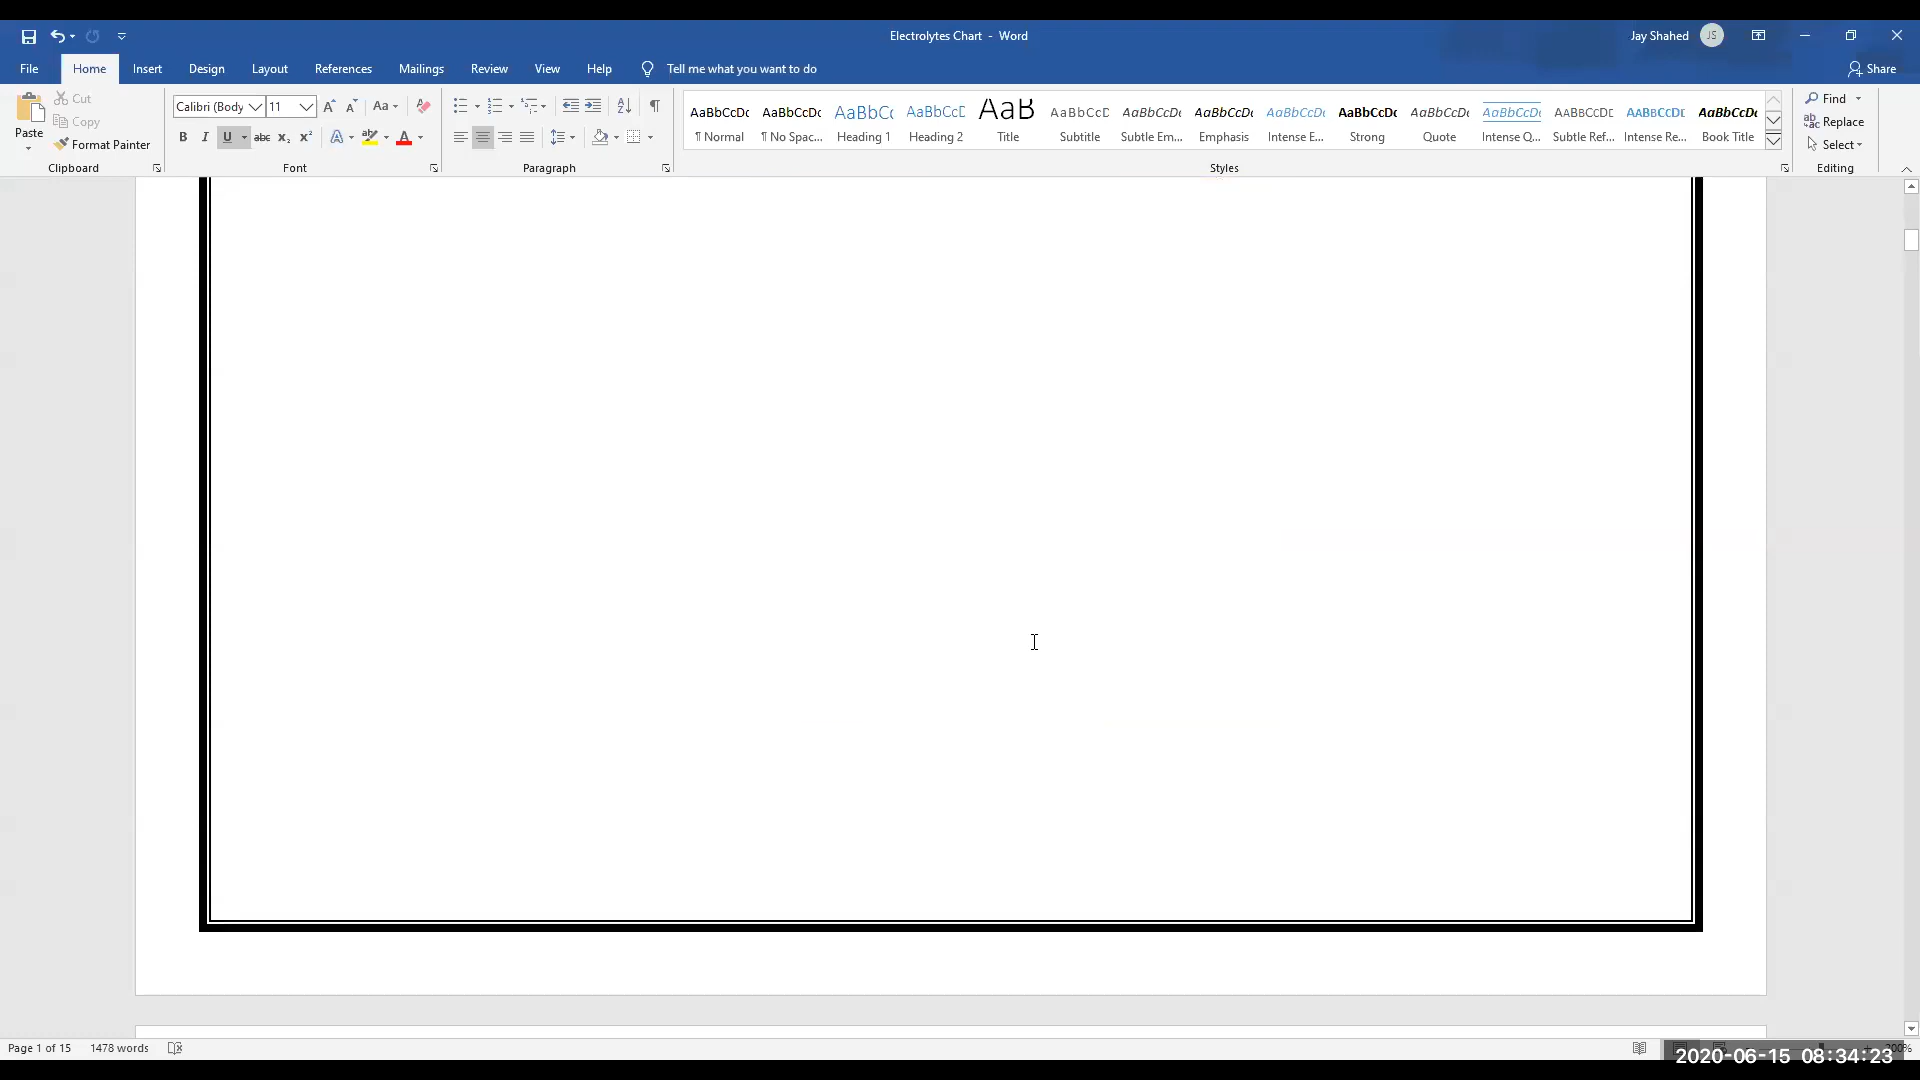 Electrolytes Chart - Word
Jay Shahed JS
File Home Insert Design Layout References Mailings Review View Help Tell me what you want to do Share
Paste
Cut
Copy
Format Painter
Clipboard
Calibri (Body 11 Aa
B I U abc x₂ x² A A
Font
Paragraph
AaBbCcDc AaBbCcDc AaBbCc AaBbCcD AaB AaBbCcD AaBbCcDc AaBbCcDc AaBbCcDc AaBbCcDc AaBbCcDc AaBbCcDc AABBCCDD AABBCCDD AaBbCcDc
¶ Normal ¶ No Spac... Heading 1 Heading 2 Title Subtitle Subtle Em... Emphasis Intense E... Strong Quote Intense Q... Subtle Ref... Intense Re... Book Title
Styles
Find
Replace
Select
Editing
Page 1 of 15 1478 words
2020-06-15 08:34:23